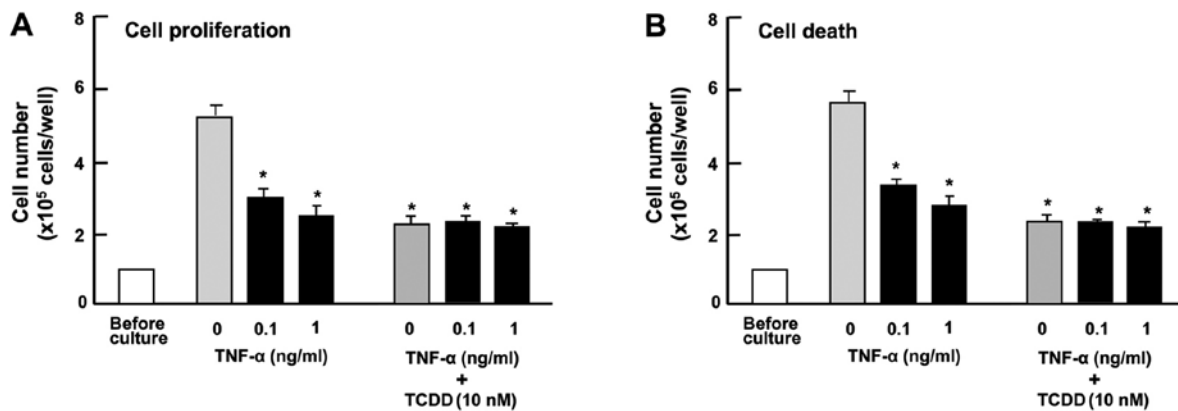 A
Cell proliferation
Cell number
(x10⁵ cells/well)
8
6
4
2
0
*
*
*
*
*
Before
culture
0
0.1
1
TNF-α (ng/ml)
0
0.1
1
TNF-α (ng/ml)
+
TCDD (10 nM)
B
Cell death
Cell number
(x10⁵ cells/well)
8
6
4
2
0
*
*
*
*
*
Before
culture
0
0.1
1
TNF-α (ng/ml)
0
0.1
1
TNF-α (ng/ml)
+
TCDD (10 nM)